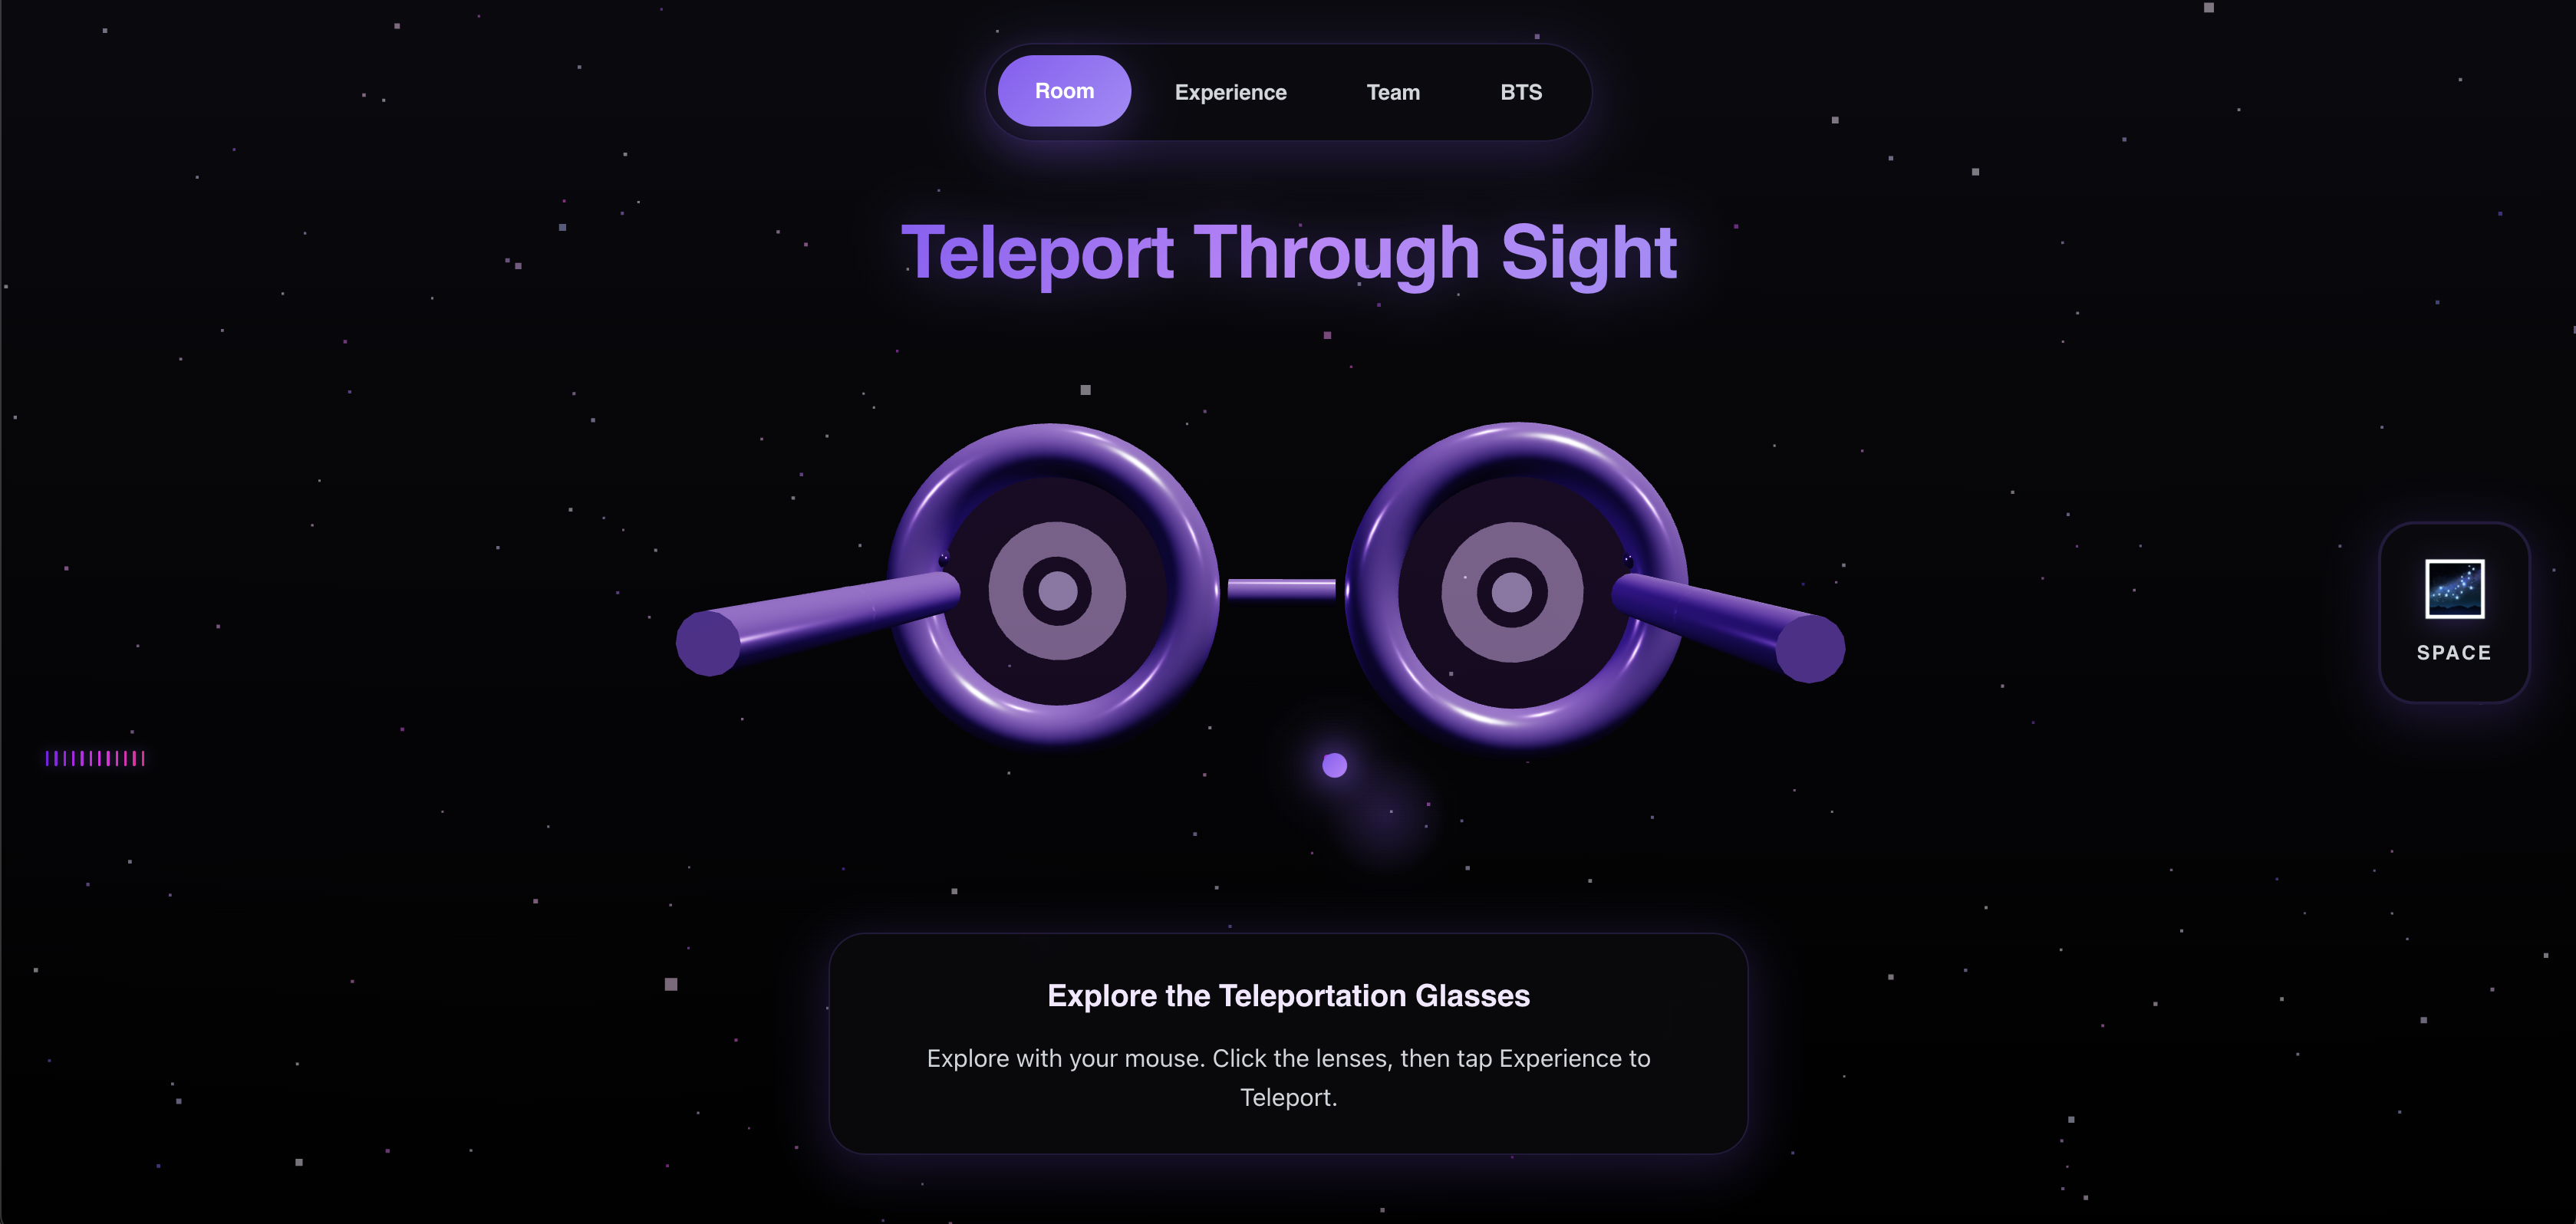 Room
Experience
Team
BTS
Teleport Through Sight
SPACE
Explore the Teleportation Glasses
Explore with your mouse. Click the lenses, then tap Experience to
Teleport.